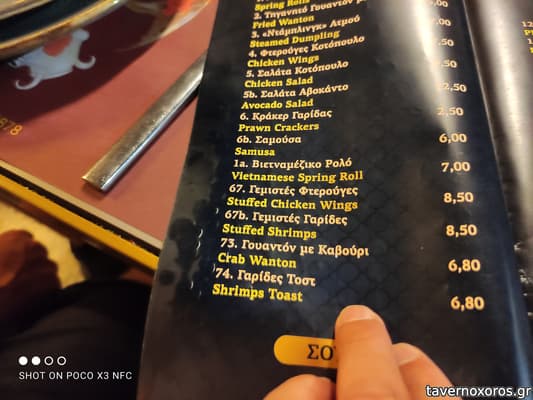 Spring Rolls
2. Τηγανητό Γουαντόν
Fried Wanton
3. «Ντάμπλινγκ» Ατμού
Steamed Dumpling
4. Φτερούγες Κοτόπουλο
Chicken Wings
5. Σαλάτα Κοτόπουλο
Chicken Salad
5b. Σαλάτα Αβοκάντο
Avocado Salad
6. Κράκερ Γαρίδας 2,50
Prawn Crackers
6b. Σαμούσα 6,00
Samusa
1a. Βιετναμέζικο Ρολό 7,00
Vietnamese Spring Roll
67. Γεμιστές Φτερούγες 8,50
Stuffed Chicken Wings
67b. Γεμιστές Γαρίδες 8,50
Stuffed Shrimps
73. Γουαντόν με Καβούρι 6,80
Crab Wanton
74. Γαρίδες Τοστ 6,80
Shrimps Toast
SHOT ON POCO X3 NFC
tavernoxoros.gr